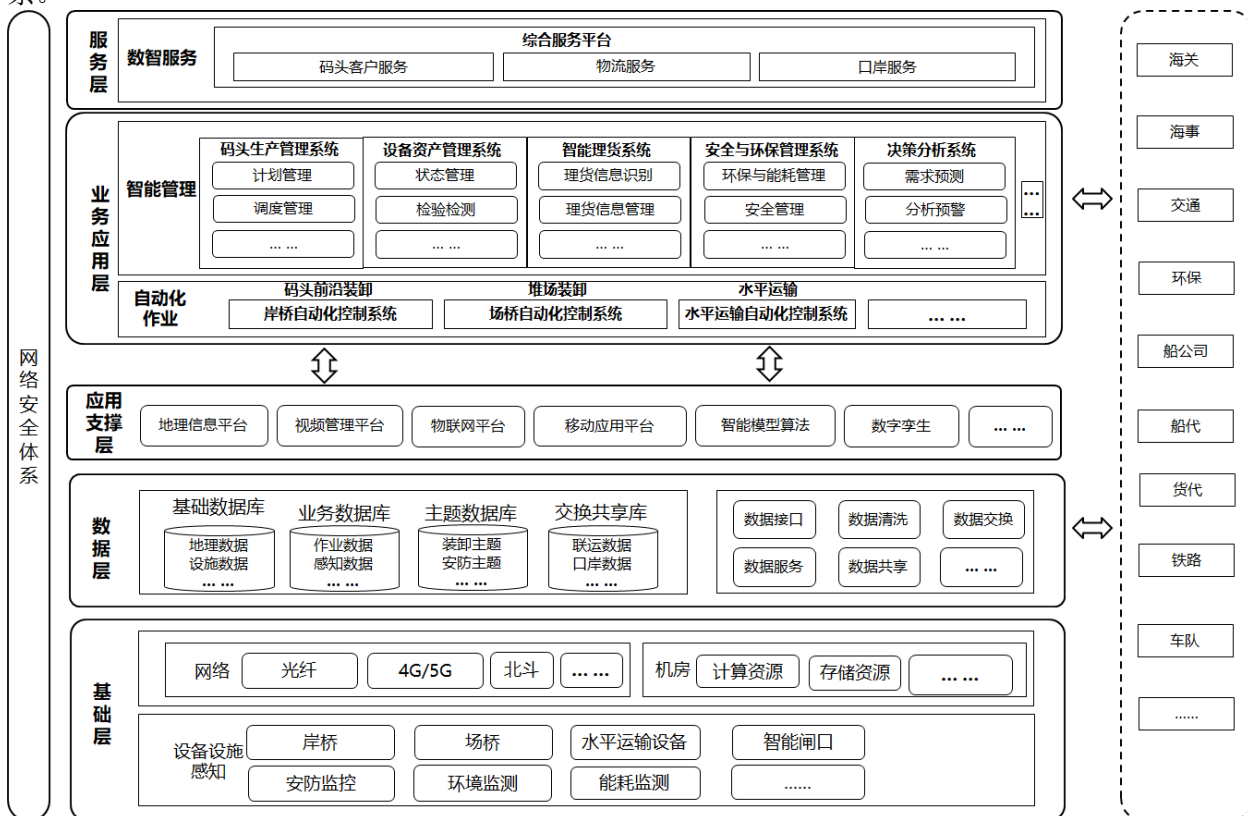 系。
网络安全体系
服务层
数智服务
综合服务平台
码头客户服务
物流服务
口岸服务
业务应用层
智能管理
码头生产管理系统
计划管理
调度管理
... ...
设备资产管理系统
状态管理
检验检测
... ...
智能理货系统
理货信息识别
理货信息管理
... ...
安全与环保管理系统
环保与能耗管理
安全管理
... ...
决策分析系统
需求预测
分析预警
... ...
...
...
自动化
作业
码头前沿装卸
岸桥自动化控制系统
堆场装卸
场桥自动化控制系统
水平运输
水平运输自动化控制系统
... ...
应用
支撑
层
地理信息平台
视频管理平台
物联网平台
移动应用平台
智能模型算法
数字孪生
... ...
数据层
基础数据库
地理数据
设施数据
... ...
业务数据库
作业数据
感知数据
... ...
主题数据库
装卸主题
安防主题
... ...
交换共享库
联运数据
口岸数据
... ...
数据接口
数据清洗
数据交换
数据服务
数据共享
... ...
基础层
网络
光纤
4G/5G
北斗
... ...
机房
计算资源
存储资源
... ...
设备设施
感知
岸桥
场桥
水平运输设备
智能闸口
安防监控
环境监测
能耗监测
......
海关
海事
交通
环保
船公司
船代
货代
铁路
车队
......